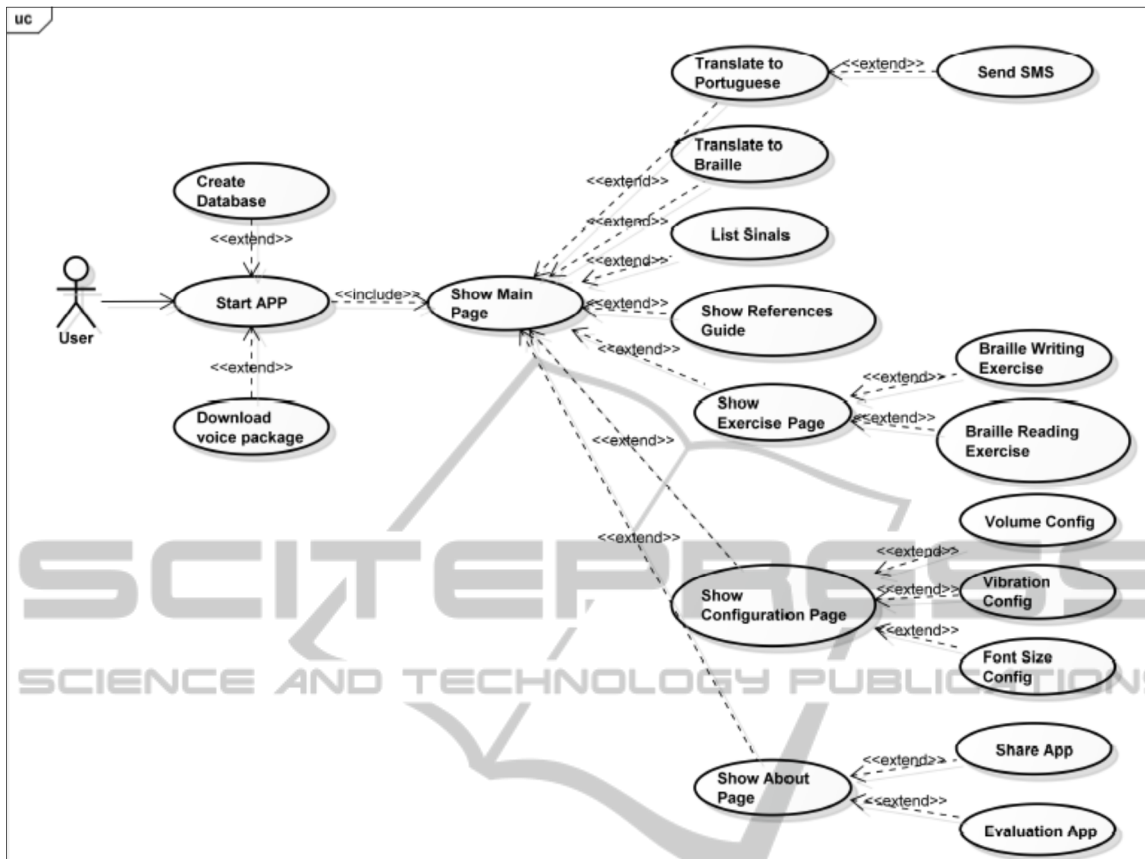 uc
Translate to
Portuguese
<<extend>>
Send SMS
Translate to
Braille
<<extend>>
Create
Database
<<extend>>
List Sinals
<<extend>>
<<extend>>
Start APP
<<include>>
Show Main
Page
<<extend>>
Show References
Guide
User
<<extend>>
<<extend>>
Braille Writing
Exercise
<<extend>>
Download
voice package
Show
Exercise Page
<<extend>>
<<extend>>
Braille Reading
Exercise
Volume Config
<<extend>>
<<extend>>
SCITEPRESS
Show
Configuration Page
<<extend>>
Vibration
Config
<<extend>>
Font Size
Config
SCIENCE AND TECHNOLOGY PUBLICATIONS
Show About
Page
<<extend>>
Share App
<<extend>>
Evaluation App